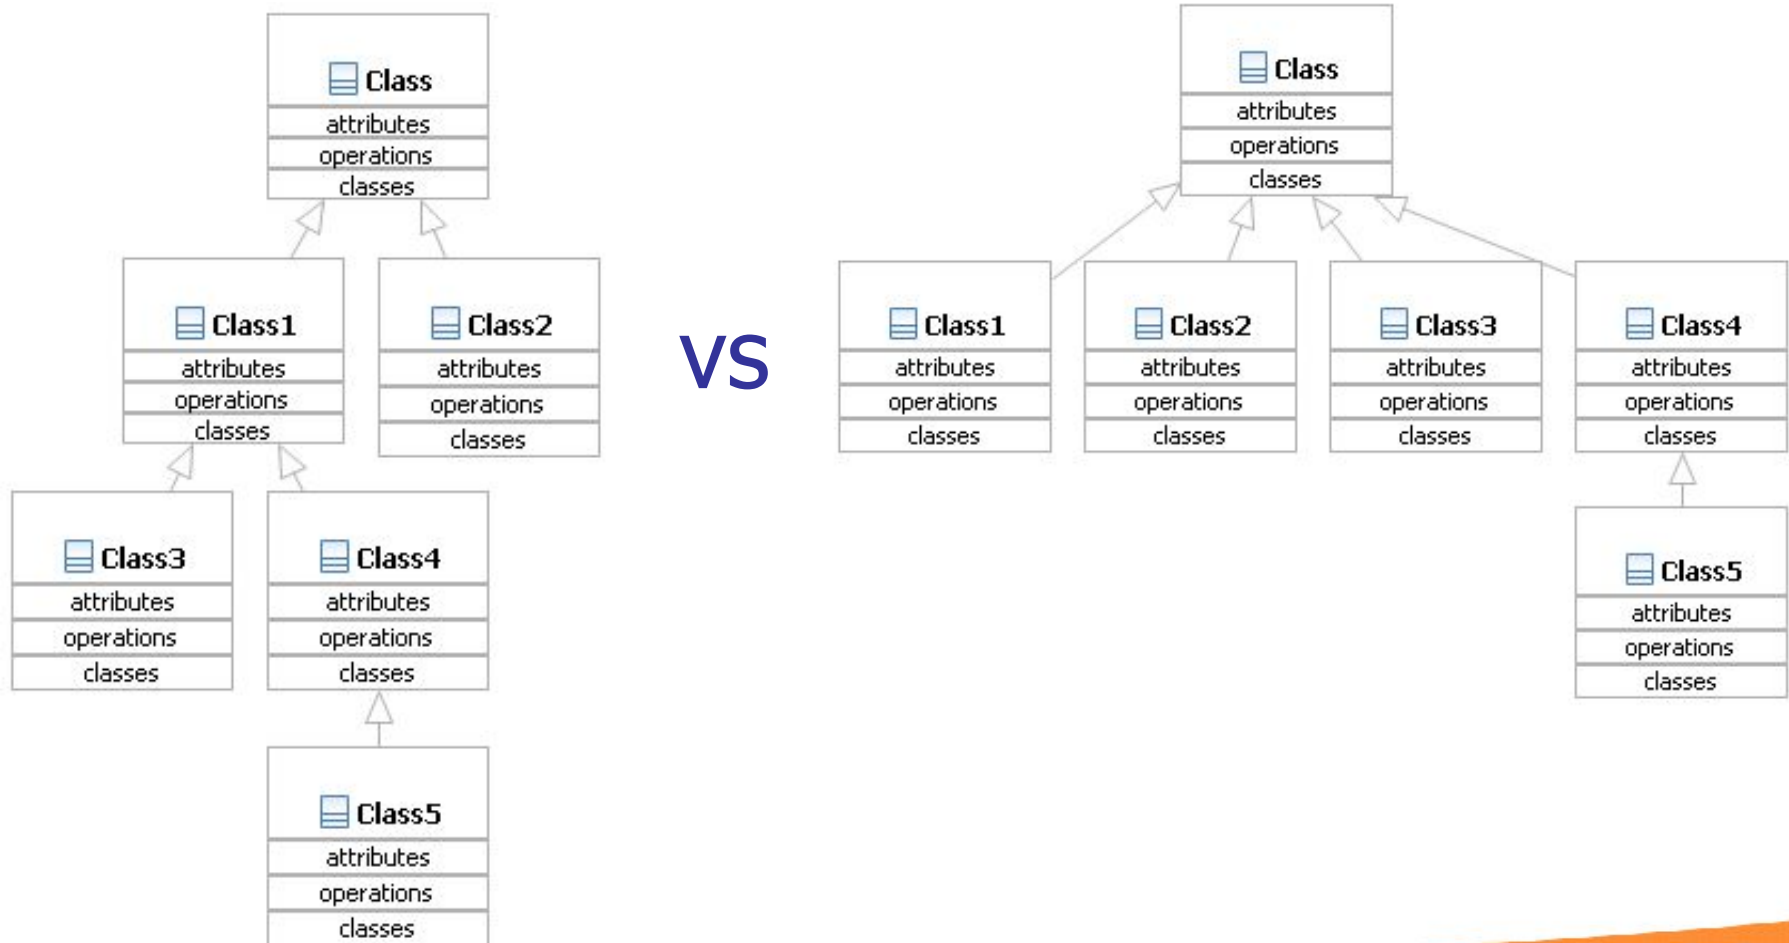 Class
attributes
operations
classes
Class1
attributes
operations
classes
Class2
attributes
operations
classes
Class3
attributes
operations
classes
Class4
attributes
operations
classes
Class5
attributes
operations
classes
vs
Class
attributes
operations
classes
Class1
attributes
operations
classes
Class2
attributes
operations
classes
Class3
attributes
operations
classes
Class4
attributes
operations
classes
Class5
attributes
operations
classes